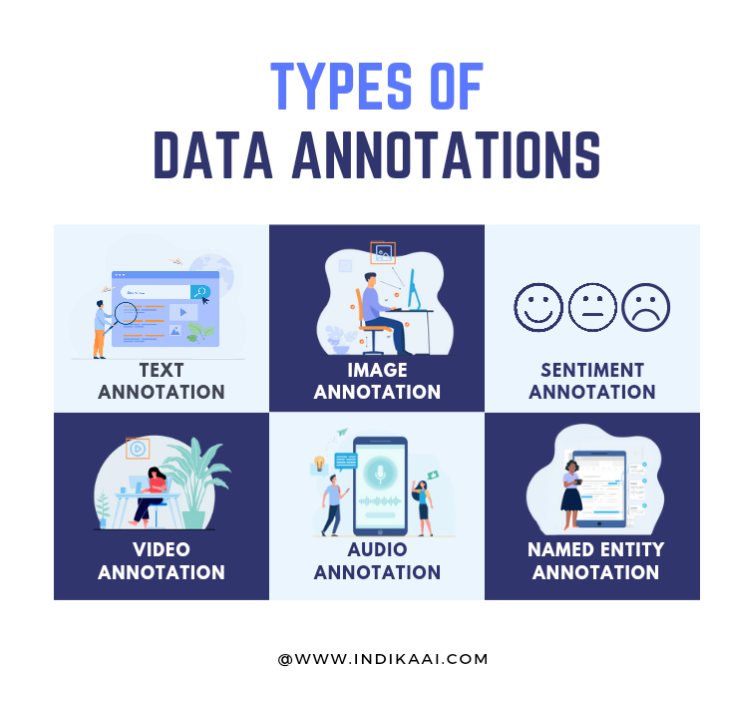 TYPES OF
DATA ANNOTATIONS
TEXT
ANNOTATION
IMAGE
ANNOTATION
SENTIMENT
ANNOTATION
VIDEO
ANNOTATION
AUDIO
ANNOTATION
NAMED ENTITY
ANNOTATION
@WWW.INDIKAAI.COM